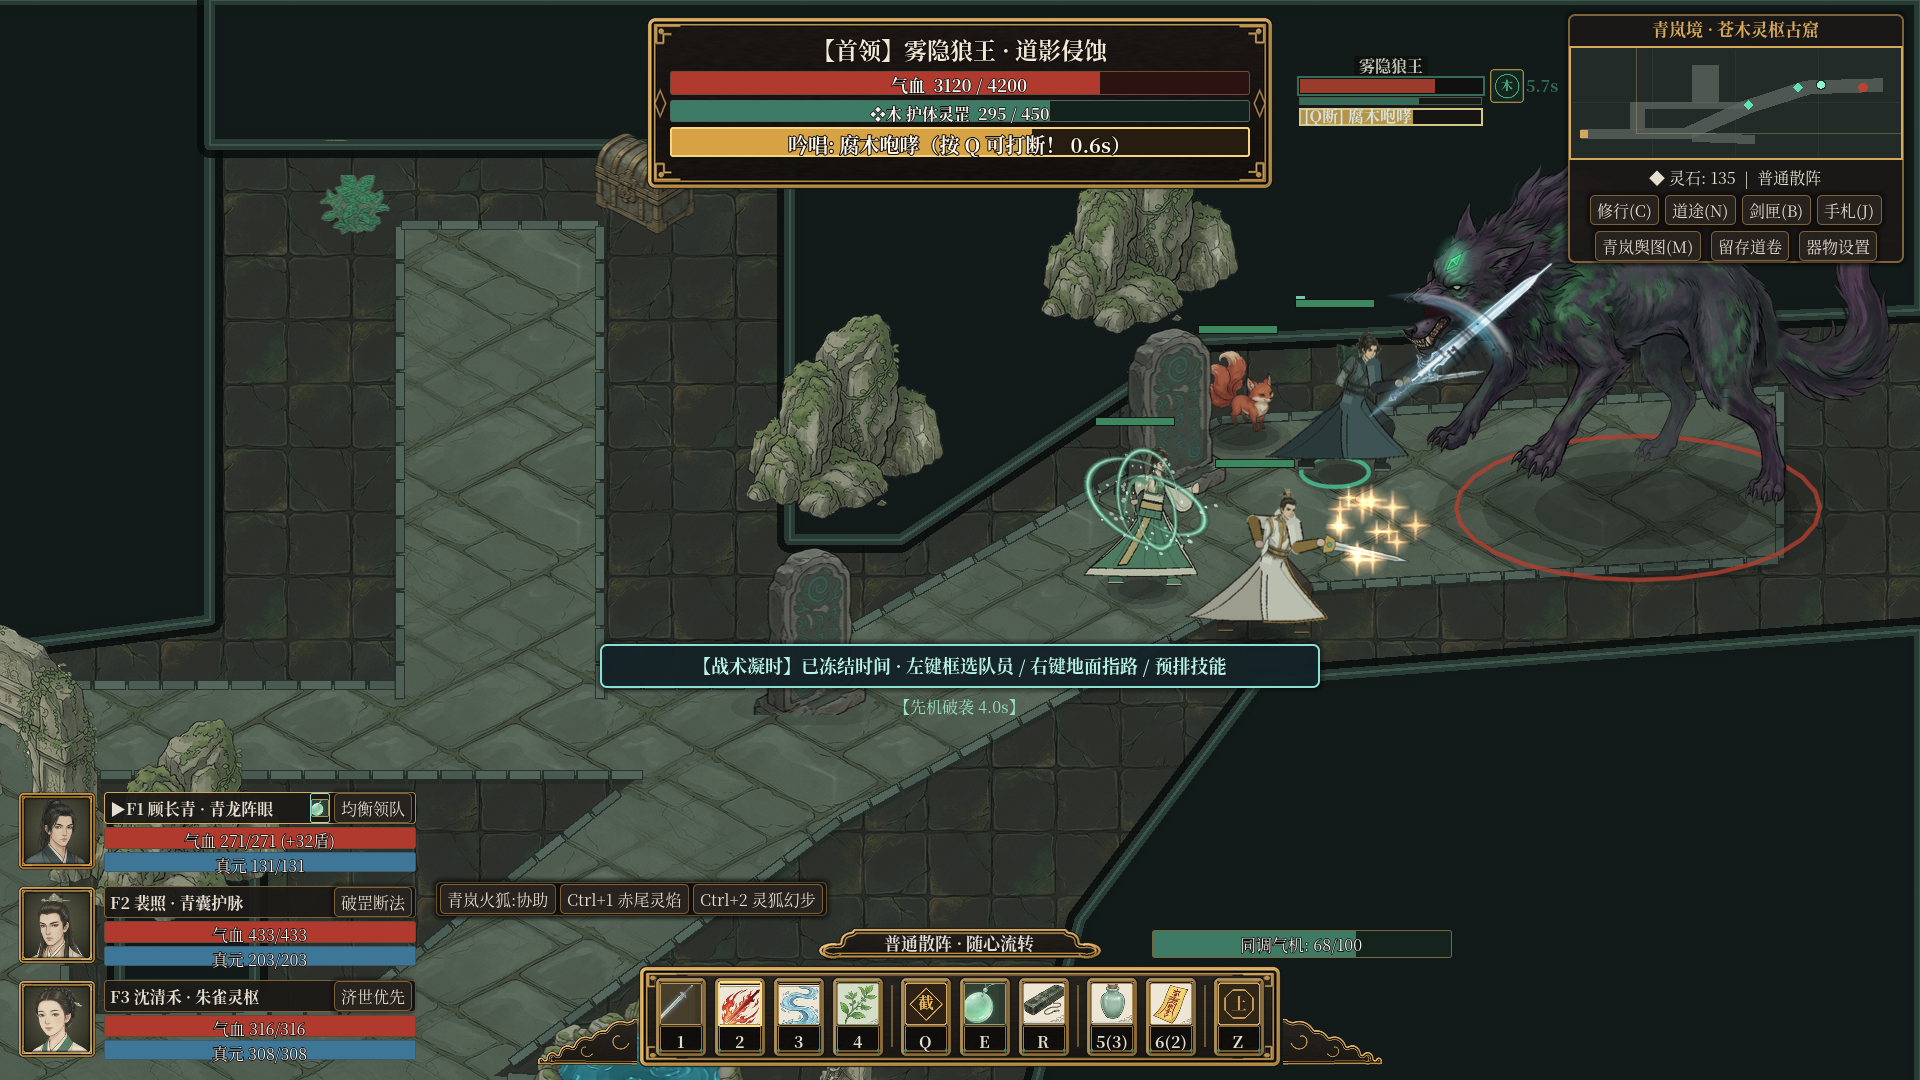 【首领】雾隐狼王 · 道影侵蚀
气血 3120 / 4200
❖木 护体灵罡 295 / 450
吟唱: 腐木咆哮（按 Q 可打断！ 0.6s）
雾隐狼王
木 5.7s
[Q断] 腐木咆哮
青岚境 · 苍木灵枢古窟
◆ 灵石: 135 | 普通散阵
修行(C) 道途(N) 剑匣(B) 手札(J)
青岚舆图(M) 留存道卷 器物设置
【战术凝时】已冻结时间 · 左键框选队员 / 右键地面指路 / 预排技能
【先机破袭 4.0s】
▶F1 顾长青 · 青龙阵眼 均衡领队
气血 271/271 (+32盾)
真元 131/131
F2 裴照 · 青囊护脉 破罡断法
气血 433/433
真元 203/203
F3 沈清禾 · 朱雀灵枢 济世优先
气血 316/316
真元 308/308
青岚火狐:协助 Ctrl+1 赤尾灵焰 Ctrl+2 灵狐幻步
普通散阵 · 随心流转
同调气机: 68/100
截 上
1 2 3 4 Q E R 5(3) 6(2) Z